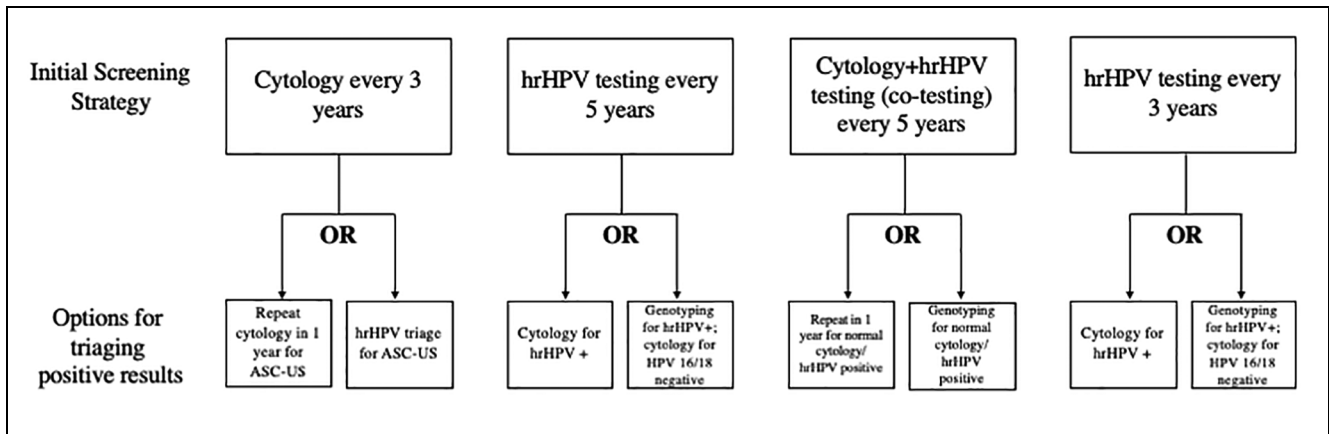 Initial Screening
Strategy
Cytology every 3
years
hrHPV testing every
5 years
Cytology+hrHPV
testing (co-testing)
every 5 years
hrHPV testing every
3 years
OR
OR
OR
OR
Options for
triaging
positive results
Repeat
cytology in 1
year for
ASC-US
hrHPV triage
for ASC-US
Cytology for
hrHPV +
Genotyping
for hrHPV+;
cytology for
HPV 16/18
negative
Repeat in 1
year for normal
cytology/
hrHPV positive
Genotyping
for normal
cytology/
hrHPV
positive
Cytology for
hrHPV +
Genotyping
for hrHPV+;
cytology for
HPV 16/18
negative